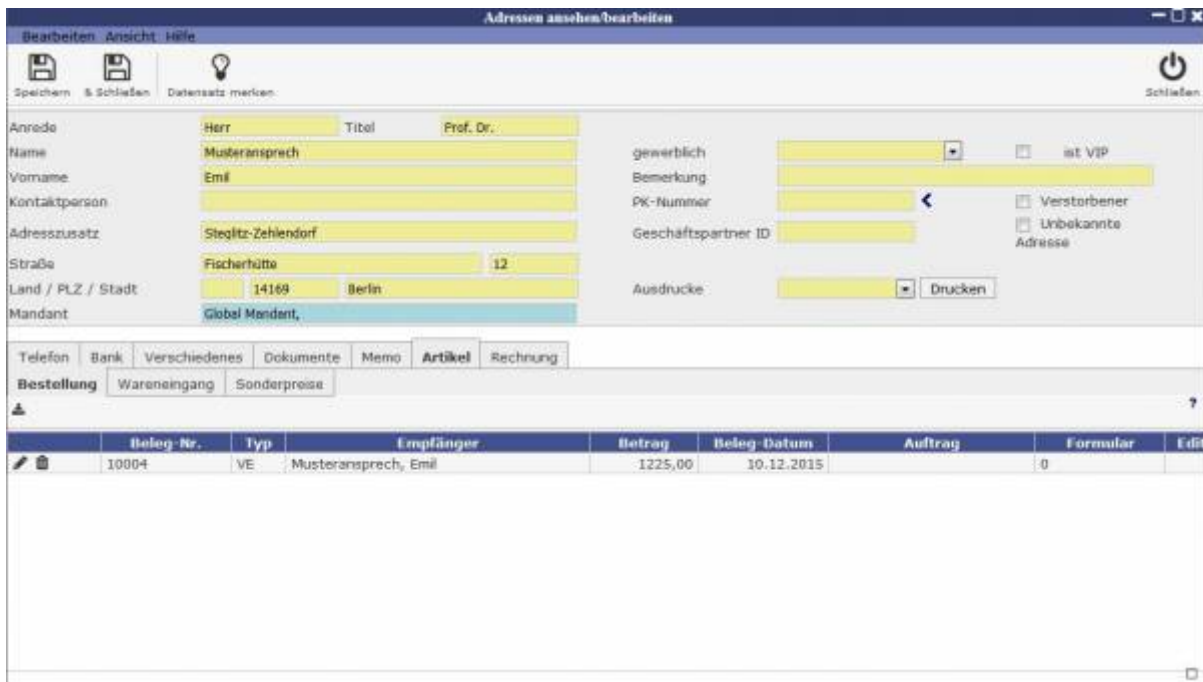 Adressen ansehen/bearbeiten
Bearbeiten Ansicht Hilfe
Speichern & Schließen Datensatz merken Schließen
Anrede Herr Titel Prof. Dr.
Name Musteransprech gewerblich ist VIP
Vorname Emil Bemerkung
Kontaktperson PK-Nummer Verstorbener
Adresszusatz Steglitz-Zehlendorf Geschäftspartner ID Unbekannte
Adresse
Straße Fischerhütte 12
Land / PLZ / Stadt 14169 Berlin Ausdrucke Drucken
Mandant Global Mandant,
Telefon Bank Verschiedenes Dokumente Memo Artikel Rechnung
Bestellung Wareneingang Sonderpreise
?
Beleg-Nr. Typ Empfänger Betrag Beleg-Datum Auftrag Formular Edit
10004 VE Musteransprech, Emil 1225,00 10.12.2015 0